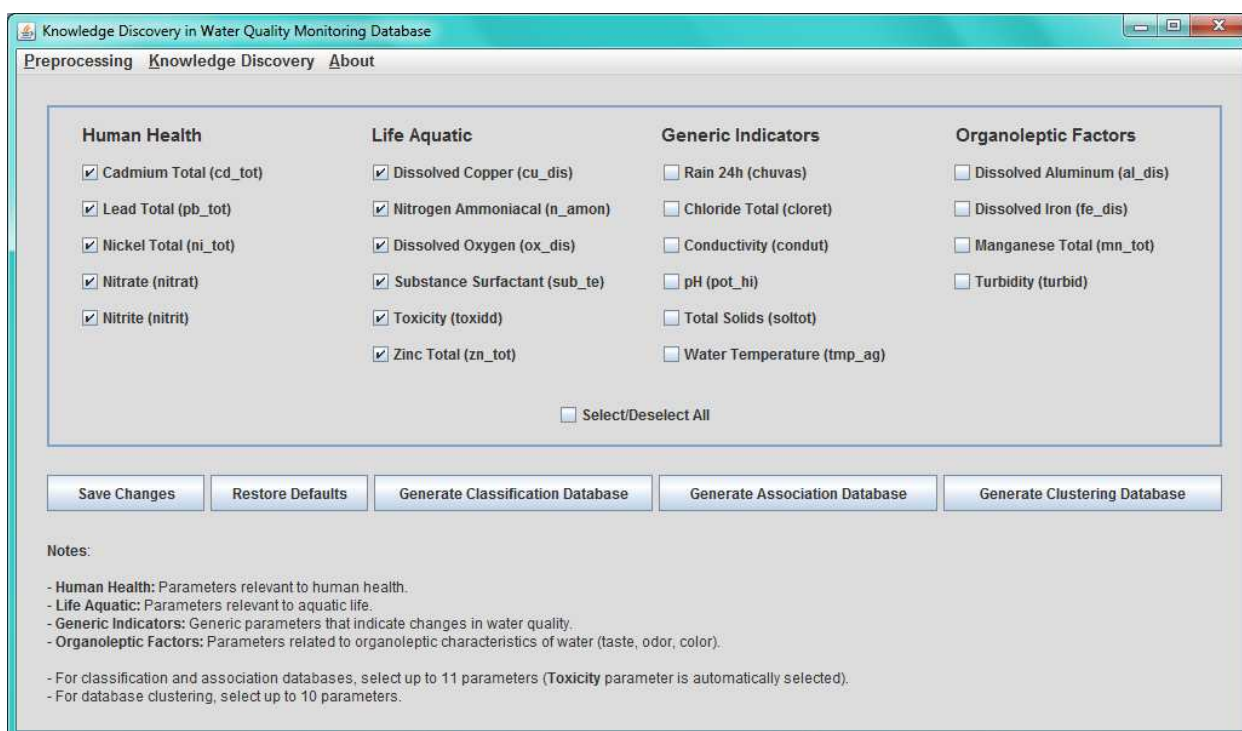 Knowledge Discovery in Water Quality Monitoring Database
Preprocessing Knowledge Discovery About
Human Health Life Aquatic Generic Indicators Organoleptic Factors
Cadmium Total (cd_tot) Dissolved Copper (cu_dis) Rain 24h (chuvas) Dissolved Aluminum (al_dis)
Lead Total (pb_tot) Nitrogen Ammoniacal (n_amon) Chloride Total (cloret) Dissolved Iron (fe_dis)
Nickel Total (ni_tot) Dissolved Oxygen (ox_dis) Conductivity (condut) Manganese Total (mn_tot)
Nitrate (nitrat) Substance Surfactant (sub_te) pH (pot_hi) Turbidity (turbid)
Nitrite (nitrit) Toxicity (toxidd) Total Solids (soltot)
Zinc Total (zn_tot) Water Temperature (tmp_ag)
Select/Deselect All
Save Changes Restore Defaults Generate Classification Database Generate Association Database Generate Clustering Database
Notes:
- Human Health: Parameters relevant to human health.
- Life Aquatic: Parameters relevant to aquatic life.
- Generic Indicators: Generic parameters that indicate changes in water quality.
- Organoleptic Factors: Parameters related to organoleptic characteristics of water (taste, odor, color).
- For classification and association databases, select up to 11 parameters (Toxicity parameter is automatically selected).
- For database clustering, select up to 10 parameters.